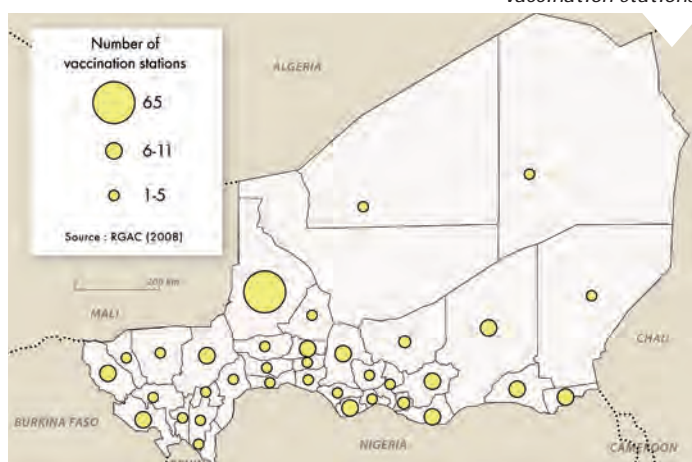 vaccination stations
Number of
vaccination stations
65
6-11
1-5
Source : RGAC (2008)
200 km
ALGERIA
MALI
CHAD
BURKINA FASO
NIGERIA
CAMEROON